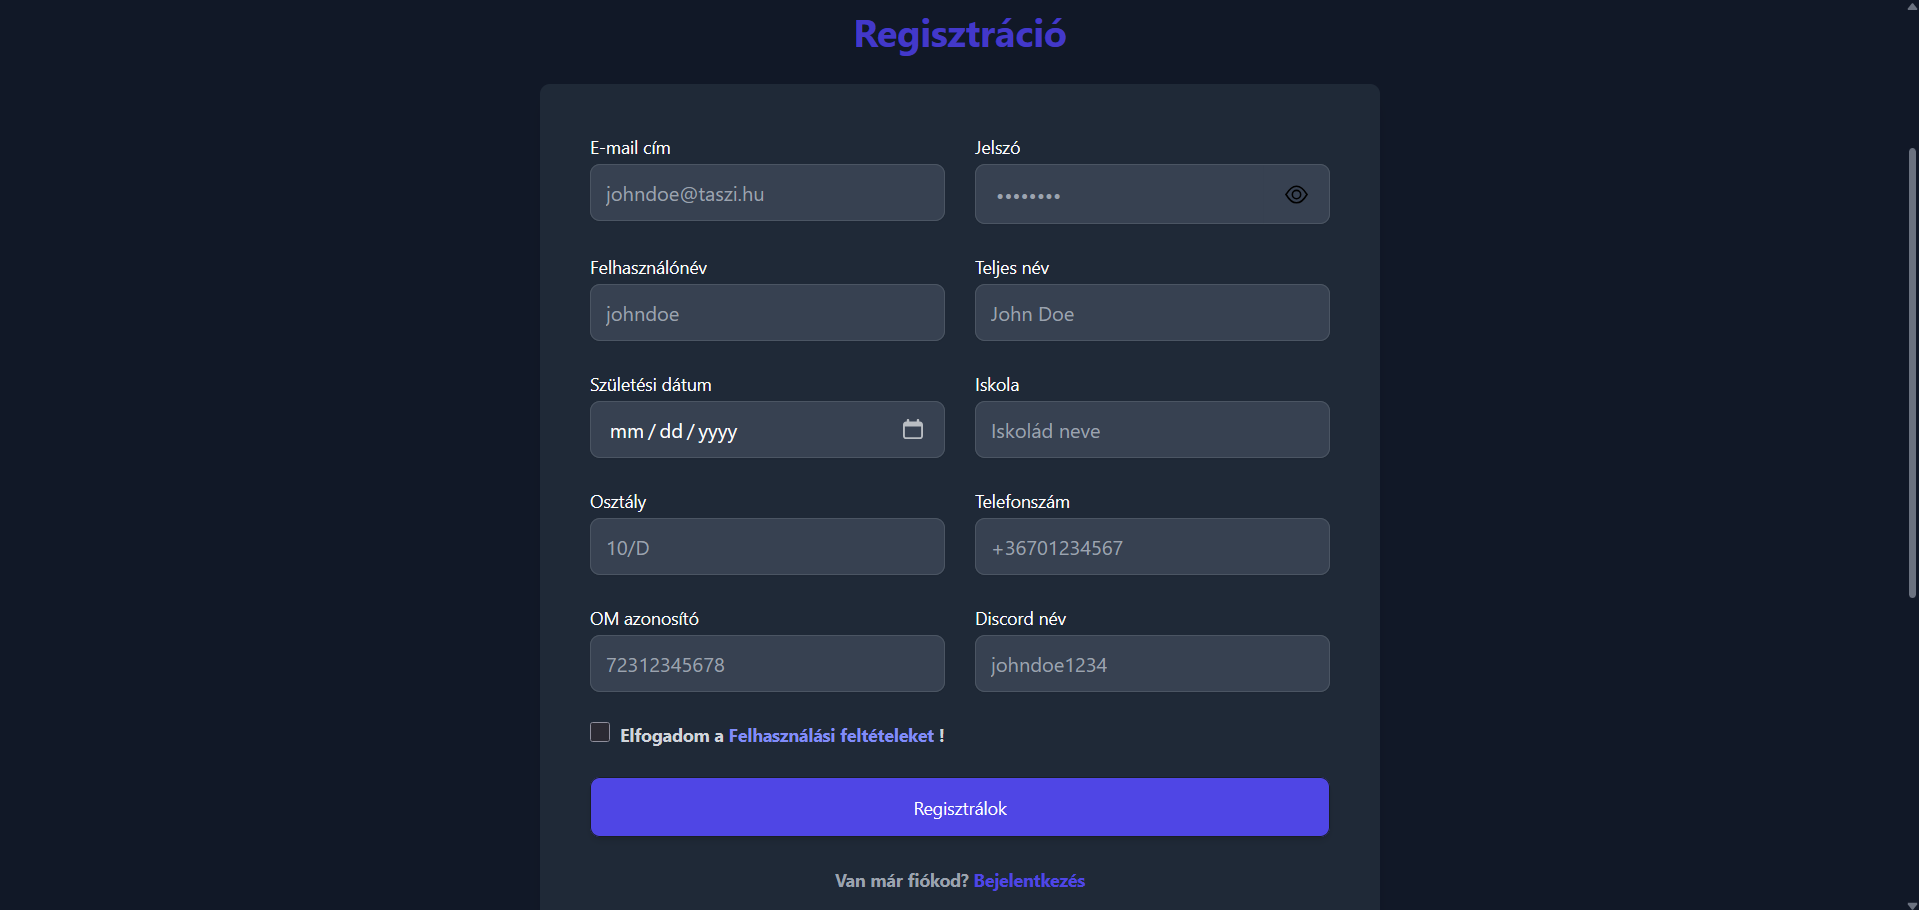 Regisztráció
E-mail cím
johndoe@taszi.hu
Jelszó
••••••••
Felhasználónév
johndoe
Teljes név
John Doe
Születési dátum
mm/dd/yyyy
Iskola
Iskolád neve
Osztály
10/D
Telefonszám
+36701234567
OM azonosító
72312345678
Discord név
johndoe1234
Elfogadom a Felhasználási feltételeket !
Regisztrálok
Van már fiókod? Bejelentkezés